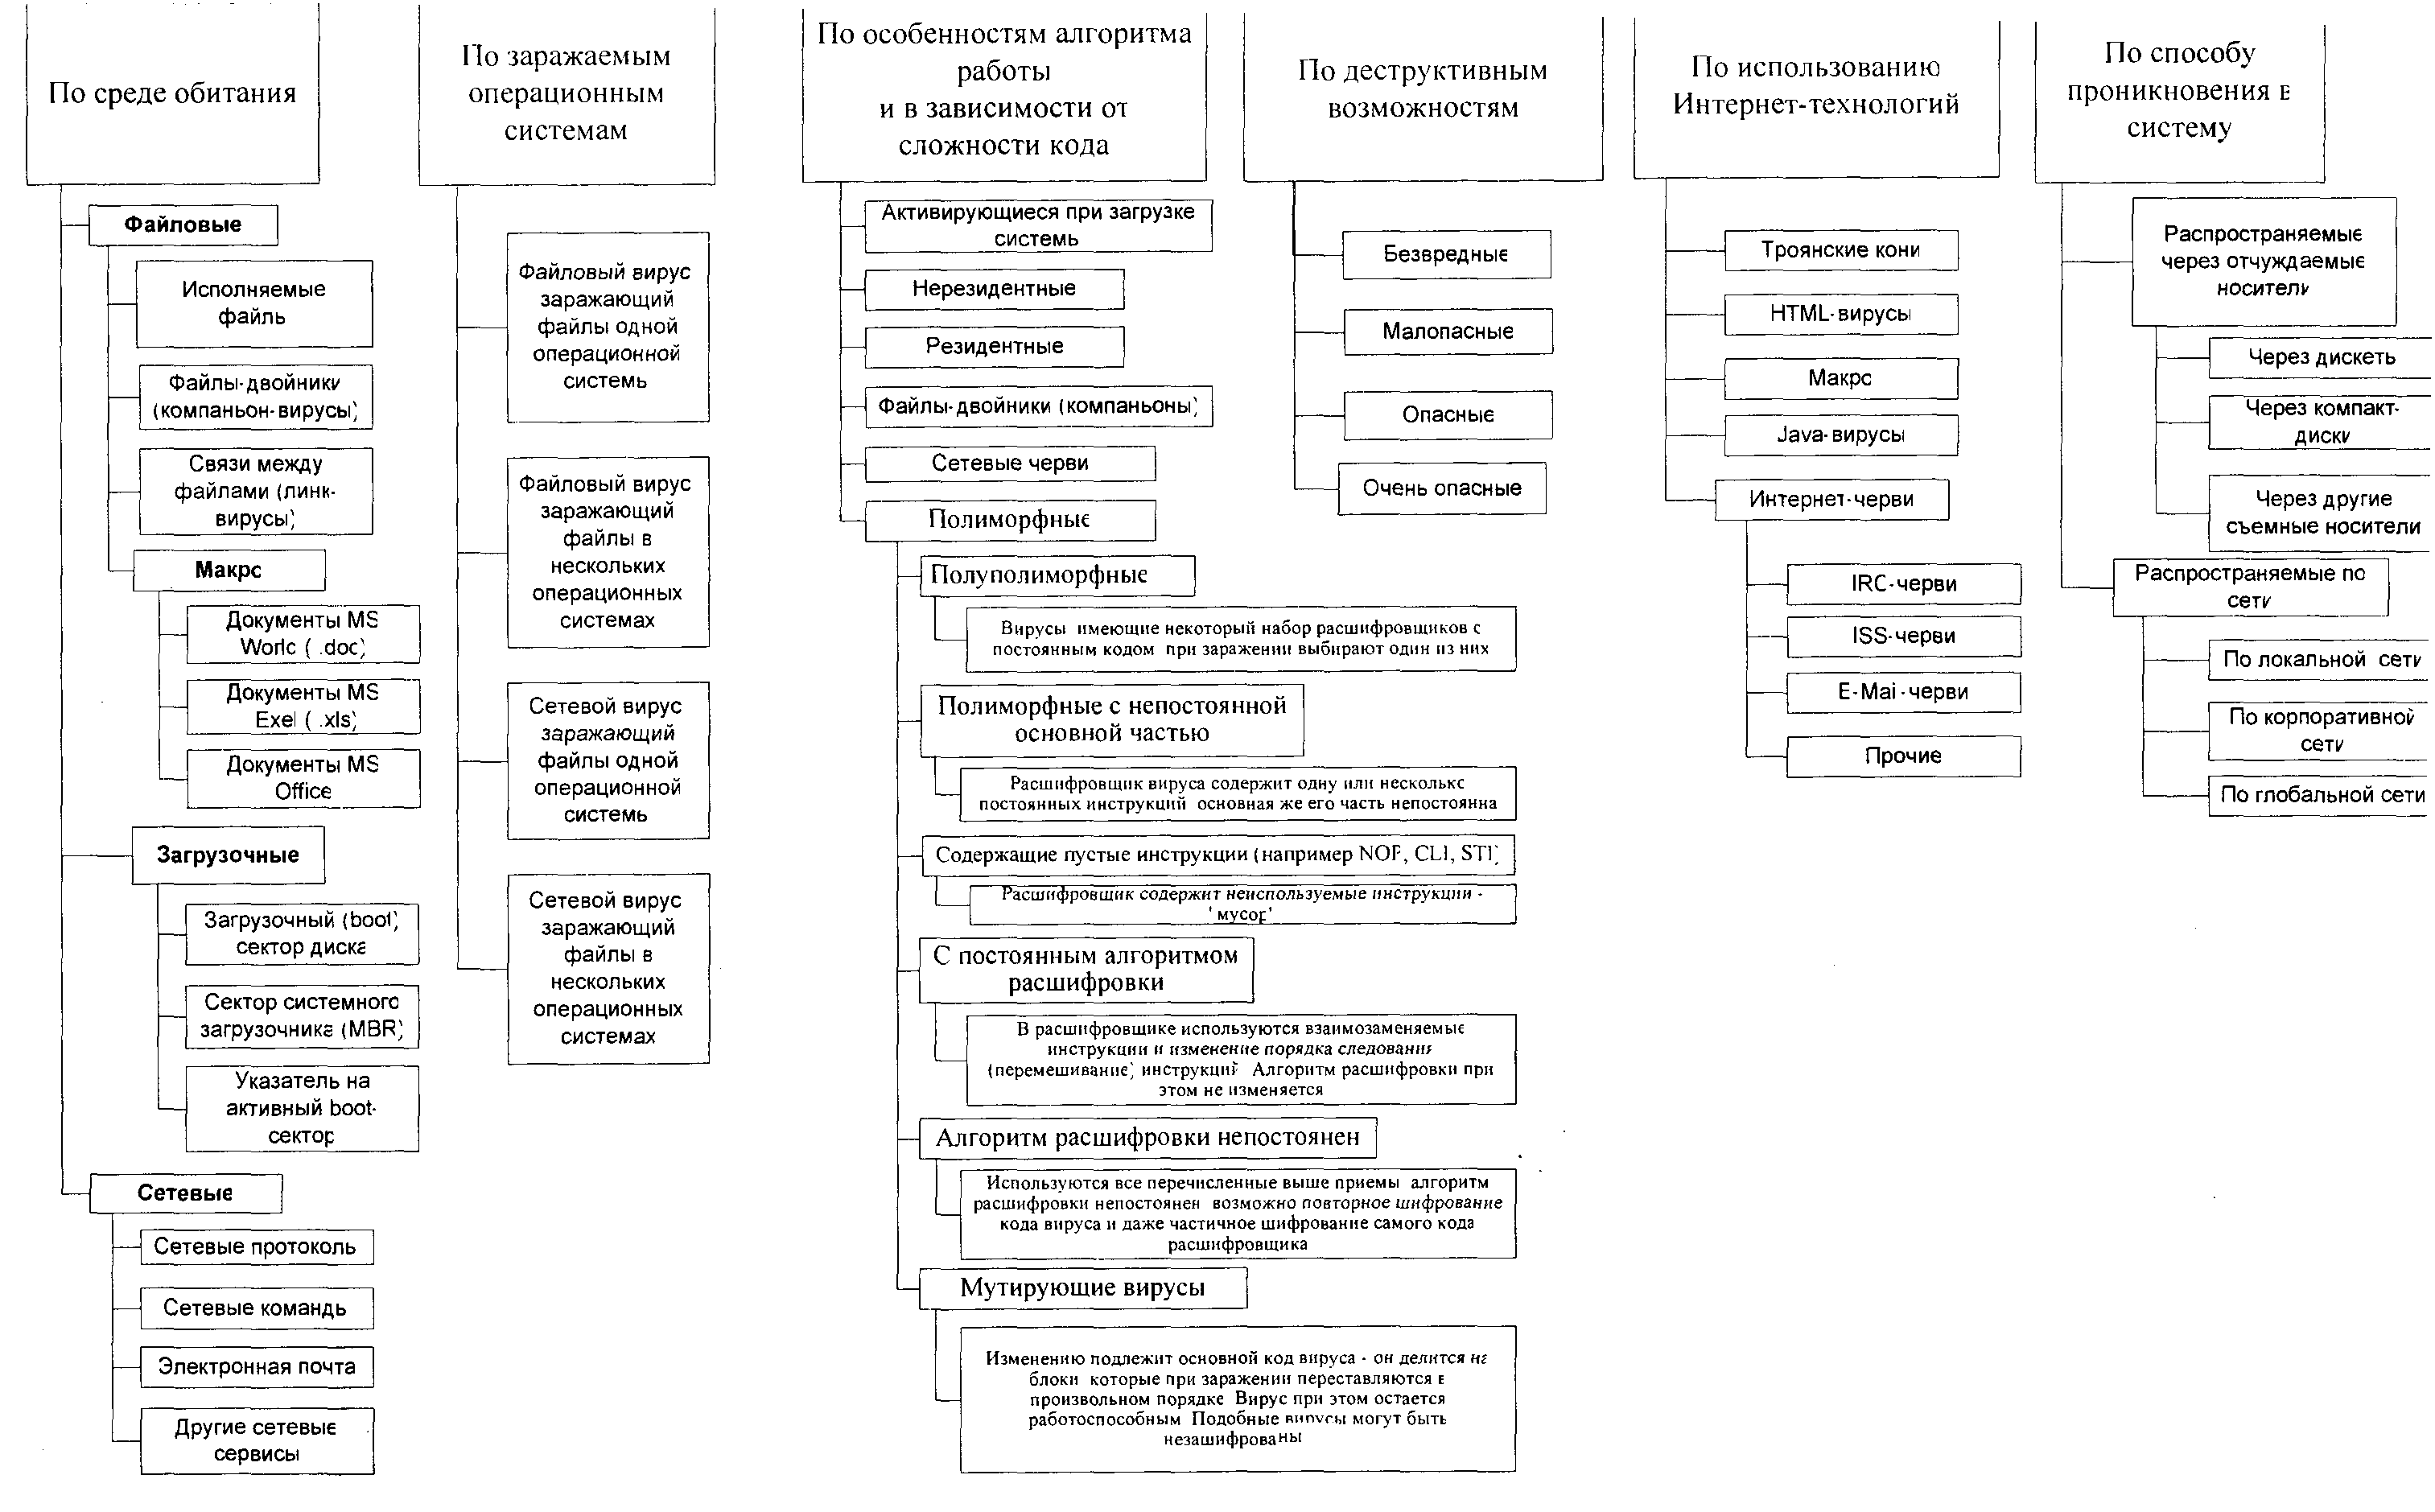 По среде обитания
Файловые
Исполняемые
файль
Файлы-двойники
(компаньон-вирусы)
Связи между
файлами (линк-
вирусы)
Макрс
Документы MS
Worlc ( .doc)
Документы MS
Exel ( .xls)
Документы MS
Office
Загрузочные
Загрузочный (boot)
сектор диска
Сектор системного
загрузчника (MBR)
Указатель на
активный boot-
сектор
Сетевые
Сетевые протоколь
Сетевые командь
Электронная почта
Другие сетевые
сервисы
По заражаемым
операционным
системам
Файловый вирус
заражающий
файлы одной
операционной
системь
Файловый вирус
заражающий
файлы в
нескольких
операционных
системах
Сетевой вирус
заражающий
файлы одной
операционной
системь
Сетевой вирус
заражающий
файлы в
нескольких
операционных
системах
По особенностям алгоритма
работы
и в зависимости от
сложности кода
Активирующиеся при загрузке
системь
Нерезидентные
Резидентные
Файлы-двойники (компаньоны)
Сетевые черви
Полиморфные
Полуполиморфные
Вирусы имеющие некоторый набор расшифровщиков с
постоянным кодом при заражении выбирают один из них
Полиморфные с непостоянной
основной частью
Расшифровщик вируса содержит одну или несколькс
постоянных инструкций основная же его часть непостоянна
Содержащие пустые инструкции (например NOP, CLI, STI)
Расшифровщик содержит неиспользуемые инструкции -
'мусор'
С постоянным алгоритмом
расшифровки
В расшифровщике используются взаимозаменяемые
инструкции и изменение порядка следования
(перемешивание) инструкций Алгоритм расшифровки при
этом не изменяется
Алгоритм расшифровки непостоянен
Используются все перечисленные выше приемы алгоритм
расшифровки непостоянен возможно повторное шифрование
кода вируса и даже частичное шифрование самого кода
расшифровщика
Мутирующие вирусы
Изменению подлежит основной код вируса - он делится на
блоки которые при заражении переставляются в
произвольном порядке Вирус при этом остается
работоспособным Подобные вирусы могут быть
незашифрованы
По деструктивным
возможностям
Безвредные
Малопасные
Опасные
Очень опасные
По использованию
Интернет-технологий
Троянские кони
HTML-вирусы
Макрс
Java-вирусы
Интернет-черви
IRC-черви
ISS-черви
E-Mai -черви
Прочие
По способу
проникновения в
систему
Распространяемые
через отчуждаемые
носители
Через дискеть
Через компакт-
диски
Через другие
съемные носители
Распространяемые по
сети
По локальной сети
По корпоративной
сети
По глобальной сети